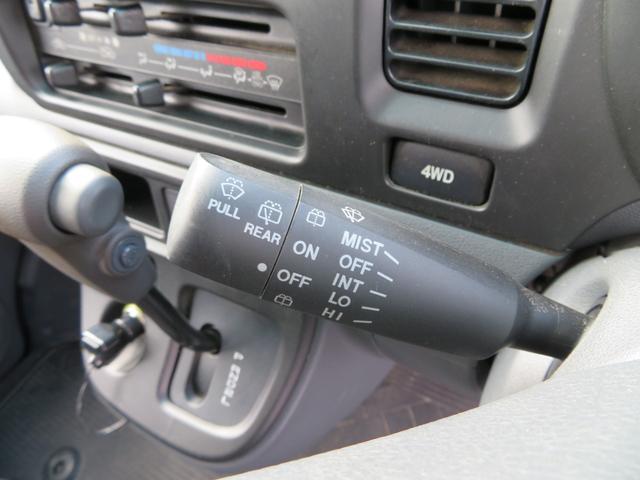 4WD
PULL
REAR
ON
OFF
MIST
OFF
INT
LO
HI